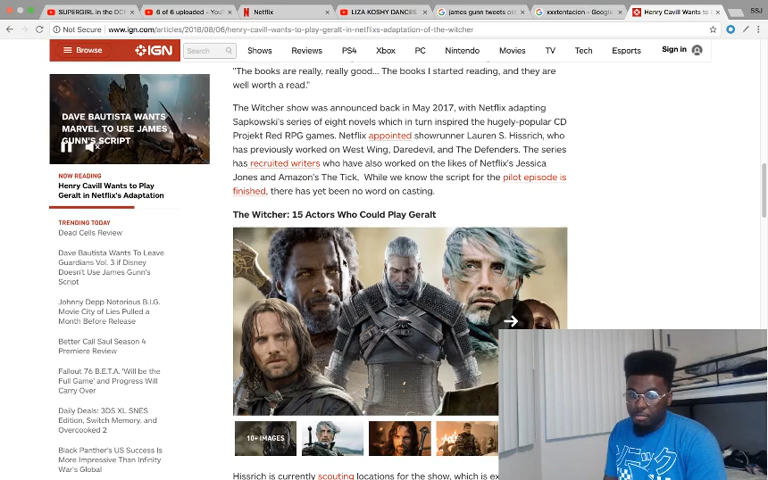 SUPERGIRL in the DCE
6 of 6 uploaded - YouT
Netflix
LIZA KOSHY DANCES
james gunn tweets
xxxtentacion - Google
Henry Cavill Wants to
SSJ
Not Secure
www.ign.com/articles/2018/08/06/henry-cavill-wants-to-play-geralt-in-netflixs-adaptation-of-the-witcher
Browse
IGN
Search
Shows
Reviews
PS4
Xbox
PC
Nintendo
Movies
TV
Tech
Esports
Sign in
DAVE BAUTISTA WANTS
MARVEL TO USE JAMES
GUNN'S SCRIPT
NOW READING
Henry Cavill Wants to Play
Geralt in Netflix's Adaptation
TRENDING TODAY
Dead Cells Review
Dave Bautista Wants To Leave
Guardians Vol. 3 if Disney
Doesn't Use James Gunn's
Script
Johnny Depp Notorious B.I.G.
Movie City of Lies Pulled a
Month Before Release
Better Call Saul Season 4
Premiere Review
Fallout 76 B.E.T.A. 'Will be the
Full Game' and Progress Will
Carry Over
Daily Deals: 3DS XL SNES
Edition, Switch Memory, and
Overcooked 2
Black Panther's US Success Is
More Impressive Than Infinity
War's Global
"The books are really, really good... The books I started reading, and they are
well worth a read."
The Witcher show was announced back in May 2017, with Netflix adapting
Sapkowski's series of eight novels which in turn inspired the hugely-popular CD
Projekt Red RPG games. Netflix appointed showrunner Lauren S. Hissrich, who
has previously worked on West Wing, Daredevil, and The Defenders. The series
has recruited writers who have also worked on the likes of Netflix's Jessica
Jones and Amazon's The Tick, While we know the script for the pilot episode is
finished, there has yet been no word on casting.
The Witcher: 15 Actors Who Could Play Geralt
10+ IMAGES
Hissrich is currently scouting locations for the show, which is ex